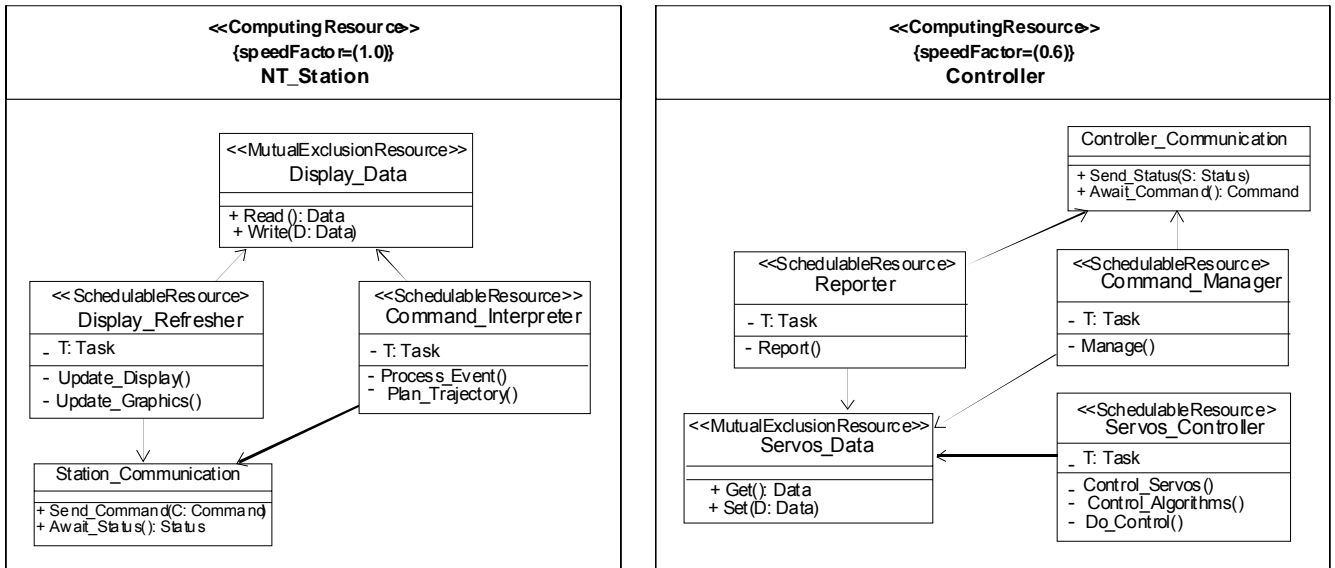 <<ComputingResource>>
{speedFactor=(1.0)}
NT_Station
<<MutualExclusionResource>>
Display_Data
+ Read(): Data
+ Write(D: Data)
<< SchedulableResource>
Display_Refresher
- T: Task
- Update_Display()
- Update_Graphics()
<<SchedulableResource>>
Command_Interpreter
- T: Task
- Process_Event()
- Plan_Trajectory()
Station_Communication
+ Send_Command(C: Command)
+ Await_Status(): Status
<<ComputingResource>>
{speedFactor=(0.6)}
Controller
Controller_Communication
+ Send_Status(S: Status)
+ Await_Command(): Command
<<SchedulableResource>
Reporter
- T: Task
- Report()
<<SchedulableResource>
Command_Manager
- T: Task
- Manage()
<<MutualExclusionResource>>
Servos_Data
+ Get(): Data
+ Set(D: Data)
<<SchedulableResource>
Servos_Controller
- T: Task
- Control_Servos()
- Control_Algorithms()
- Do_Control()